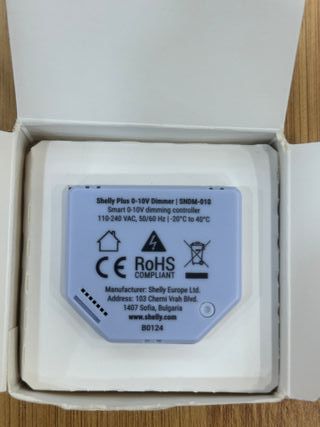 Shelly Plus 0-10V Dimmer | SNDM-010
Smart 0-10V dimming controller
110-240 VAC, 50/60 Hz | -20°C to 40°C
CE RoHS
COMPLIANT
Manufacturer: Shelly Europe Ltd.
Address: 103 Cherni Vrah Blvd.
1407 Sofia, Bulgaria
www.shelly.com
B0124